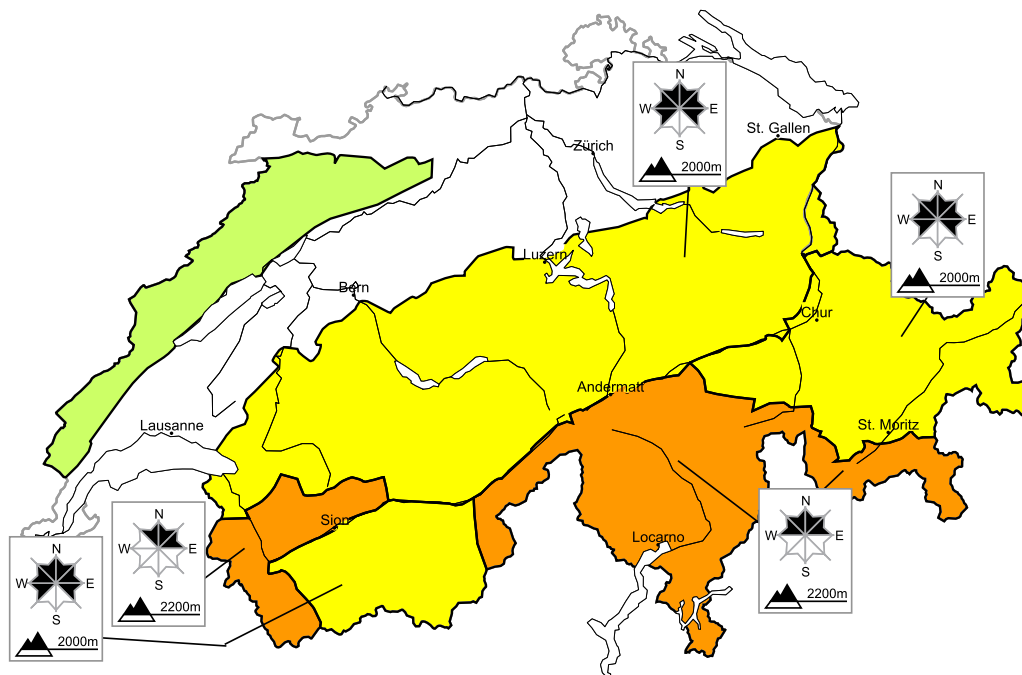 N
W E
S
2000m
St. Gallen
Zürich
N
W E
S
2000m
Luzern
Bern
Chur
Andermatt
Lausanne
St. Moritz
N
W E
S
2200m
Sion
N
W E
S
2200m
Locarno
N
W E
S
2000m